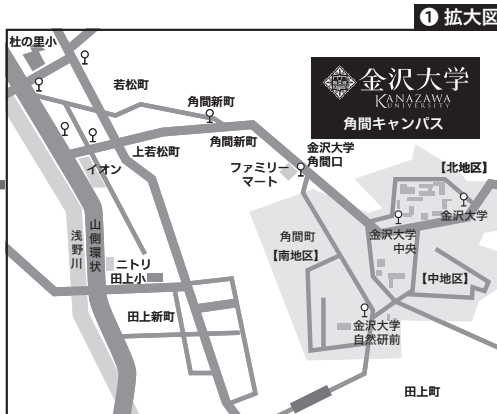 ❶ 拡大図
杜の里小
若松町
角間新町
金沢大学
KANAZAWA
UNIVERSITY
角間キャンパス
上若松町
角間新町
金沢大学
角間口
イオン
ファミリー
マート
【北地区】
金沢大学
角間町
【南地区】
金沢大学
中央
山側環状
浅野川
ニトリ
田上小
【中地区】
田上新町
金沢大学
自然研前
田上町